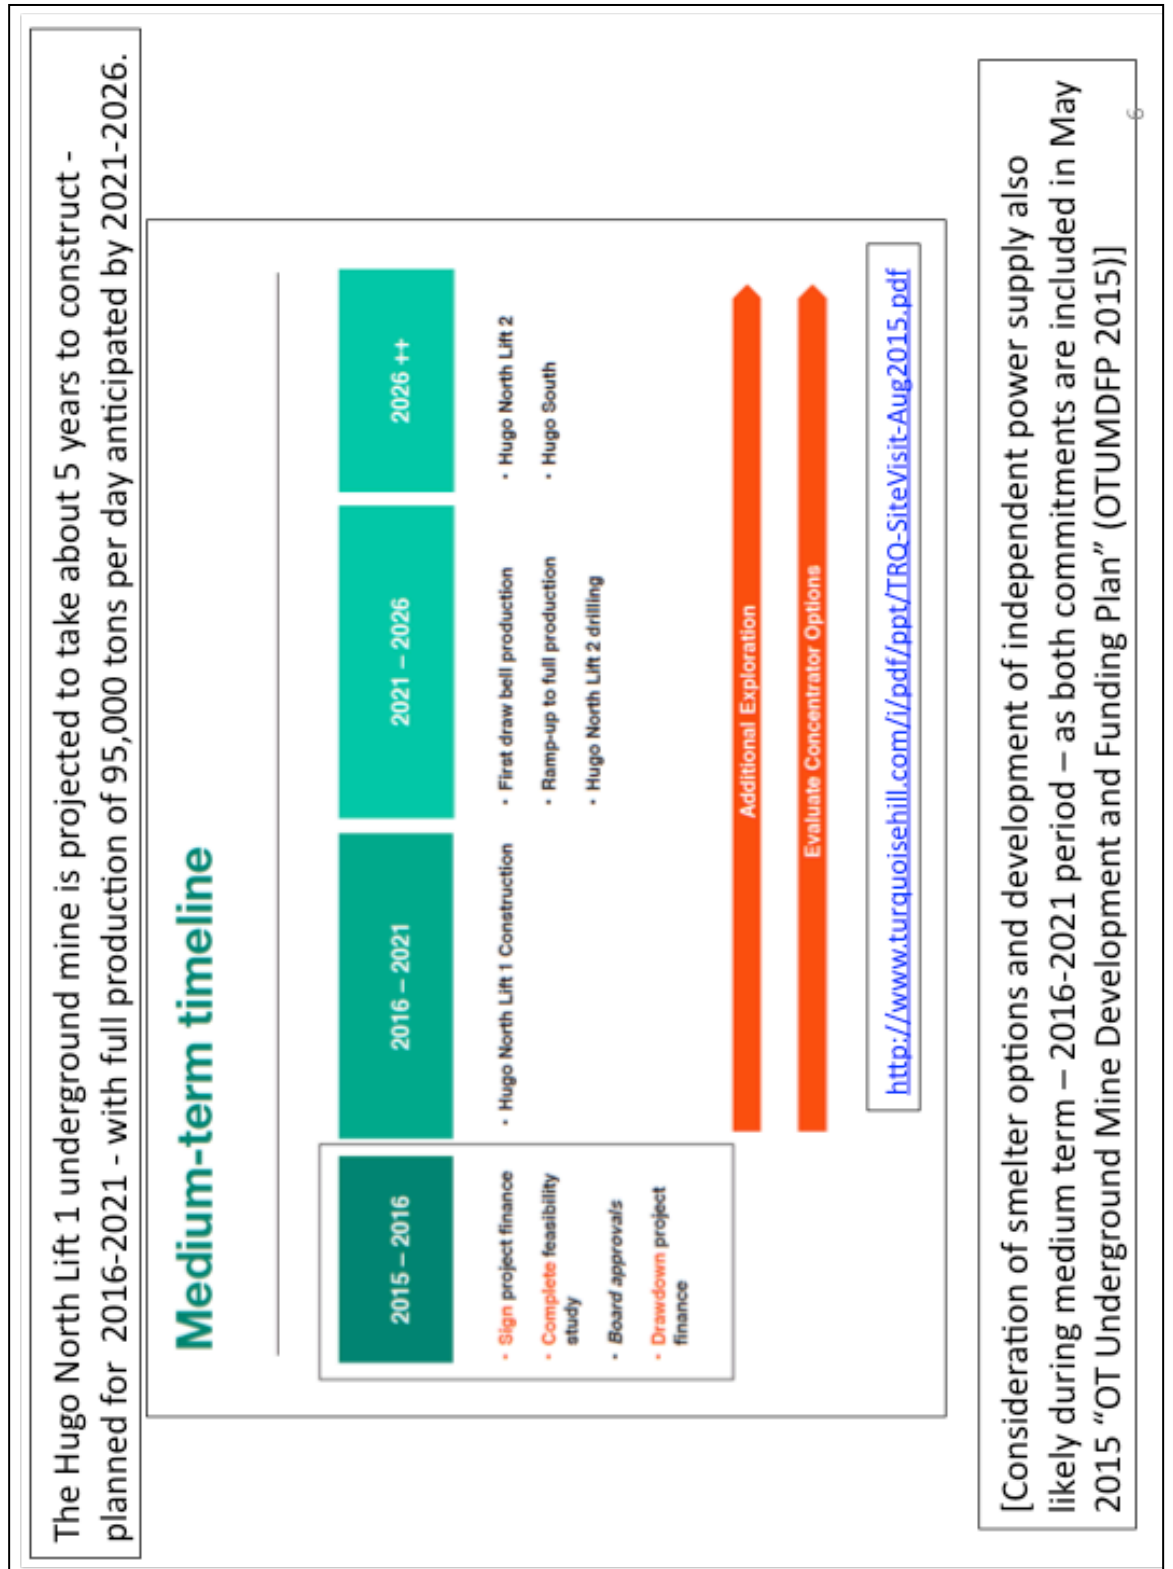 The Hugo North Lift 1 underground mine is projected to take about 5 years to construct -
planned for 2016-2021 - with full production of 95,000 tons per day anticipated by 2021-2026.
Medium-term timeline
2015 – 2016
• Sign project finance
• Complete feasibility
study
• Board approvals
• Drawdown project
finance
2016 – 2021
• Hugo North Lift 1 Construction
2021 – 2026
• First draw bell production
• Ramp-up to full production
• Hugo North Lift 2 drilling
2026 ++
• Hugo North Lift 2
• Hugo South
Additional Exploration
Evaluate Concentrator Options
http://www.turquoisehill.com/i/pdf/ppt/TRQ-SiteVisit-Aug2015.pdf
[Consideration of smelter options and development of independent power supply also
likely during medium term – 2016-2021 period – as both commitments are included in May
2015 “OT Underground Mine Development and Funding Plan” (OTUMDFP 2015)]
6